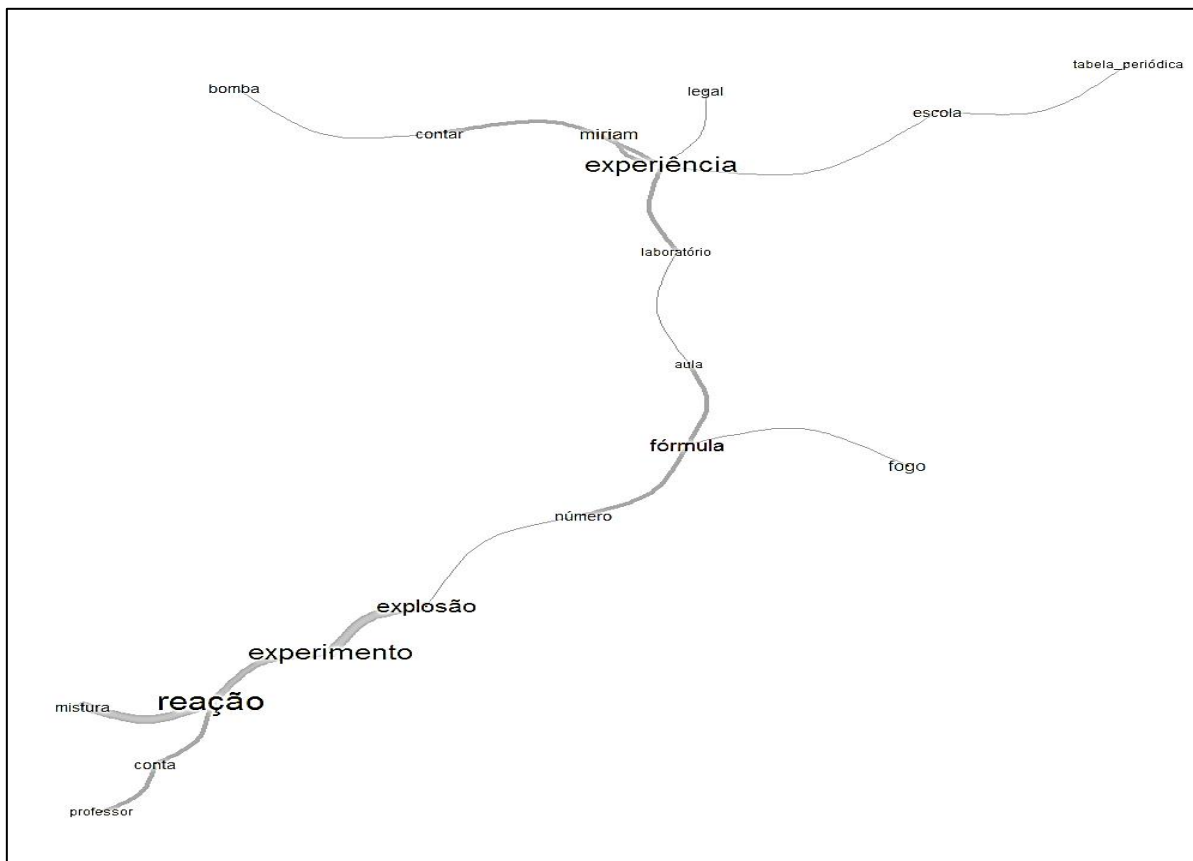 tabela_periódica
bomba
legal
escola
contar
miriam
experiência
laboratório
aula
fórmula
fogo
número
explosão
experimento
reação
mistura
conta
professor